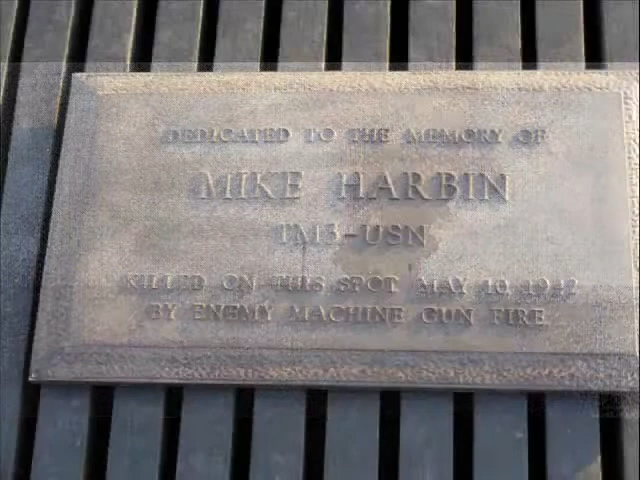 DEDICATED TO THE MEMORY OF
MIKE HARBIN
TM3-USN
KILLED ON THIS SPOT MAY 10 1942
BY ENEMY MACHINE GUN FIRE